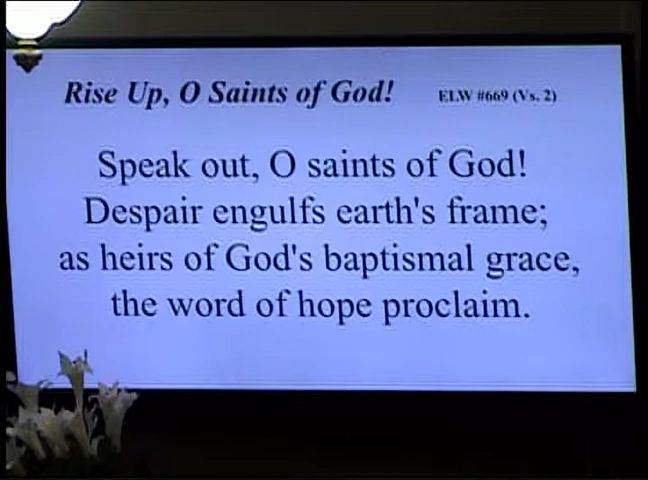 Rise Up, O Saints of God! ELW #669 (Vs. 2)
Speak out, O saints of God!
Despair engulfs earth's frame;
as heirs of God's baptismal grace,
the word of hope proclaim.